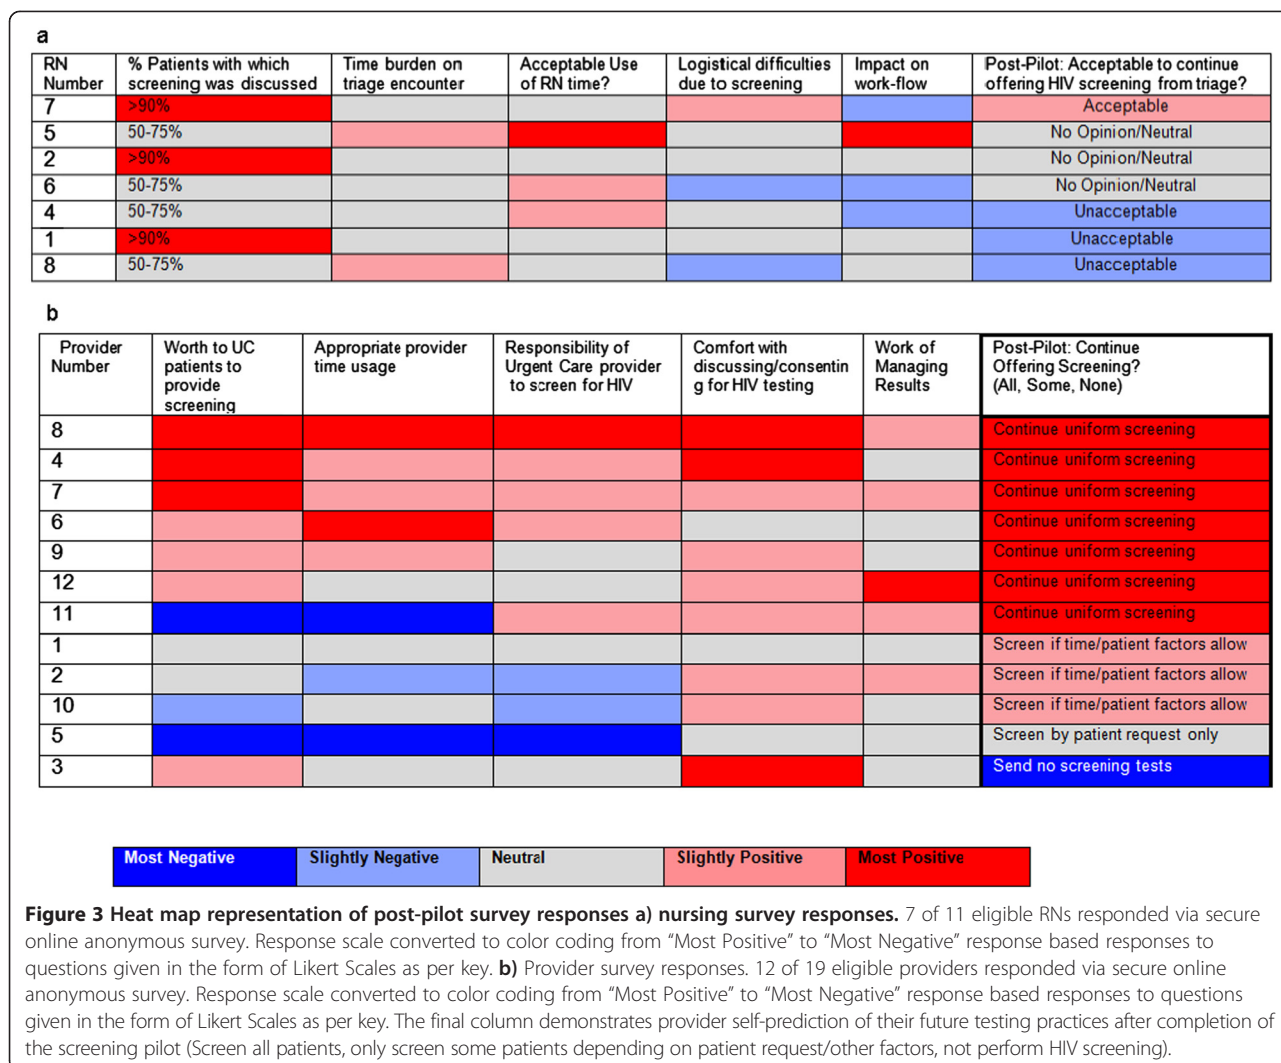 a
RN Number | % Patients with which screening was discussed | Time burden on triage encounter | Acceptable Use of RN time? | Logistical difficulties due to screening | Impact on work-flow | Post-Pilot: Acceptable to continue offering HIV screening from triage?
7 >90% Acceptable
5 50-75% No Opinion/Neutral
2 >90% No Opinion/Neutral
6 50-75% No Opinion/Neutral
4 50-75% Unacceptable
1 >90% Unacceptable
8 50-75% Unacceptable
b
Provider Number | Worth to UC patients to provide screening | Appropriate provider time usage | Responsibility of Urgent Care provider to screen for HIV | Comfort with discussing/consenting for HIV testing | Work of Managing Results | Post-Pilot: Continue Offering Screening? (All, Some, None)
8 Continue uniform screening
4 Continue uniform screening
7 Continue uniform screening
6 Continue uniform screening
9 Continue uniform screening
12 Continue uniform screening
11 Continue uniform screening
1 Screen if time/patient factors allow
2 Screen if time/patient factors allow
10 Screen if time/patient factors allow
5 Screen by patient request only
3 Send no screening tests
Most Negative Slightly Negative Neutral Slightly Positive Most Positive
Figure 3 Heat map representation of post-pilot survey responses a) nursing survey responses. 7 of 11 eligible RNs responded via secure
online anonymous survey. Response scale converted to color coding from “Most Positive” to “Most Negative” response based responses to
questions given in the form of Likert Scales as per key. b) Provider survey responses. 12 of 19 eligible providers responded via secure online
anonymous survey. Response scale converted to color coding from “Most Positive” to “Most Negative” response based responses to questions
given in the form of Likert Scales as per key. The final column demonstrates provider self-prediction of their future testing practices after completion of
the screening pilot (Screen all patients, only screen some patients depending on patient request/other factors, not perform HIV screening).